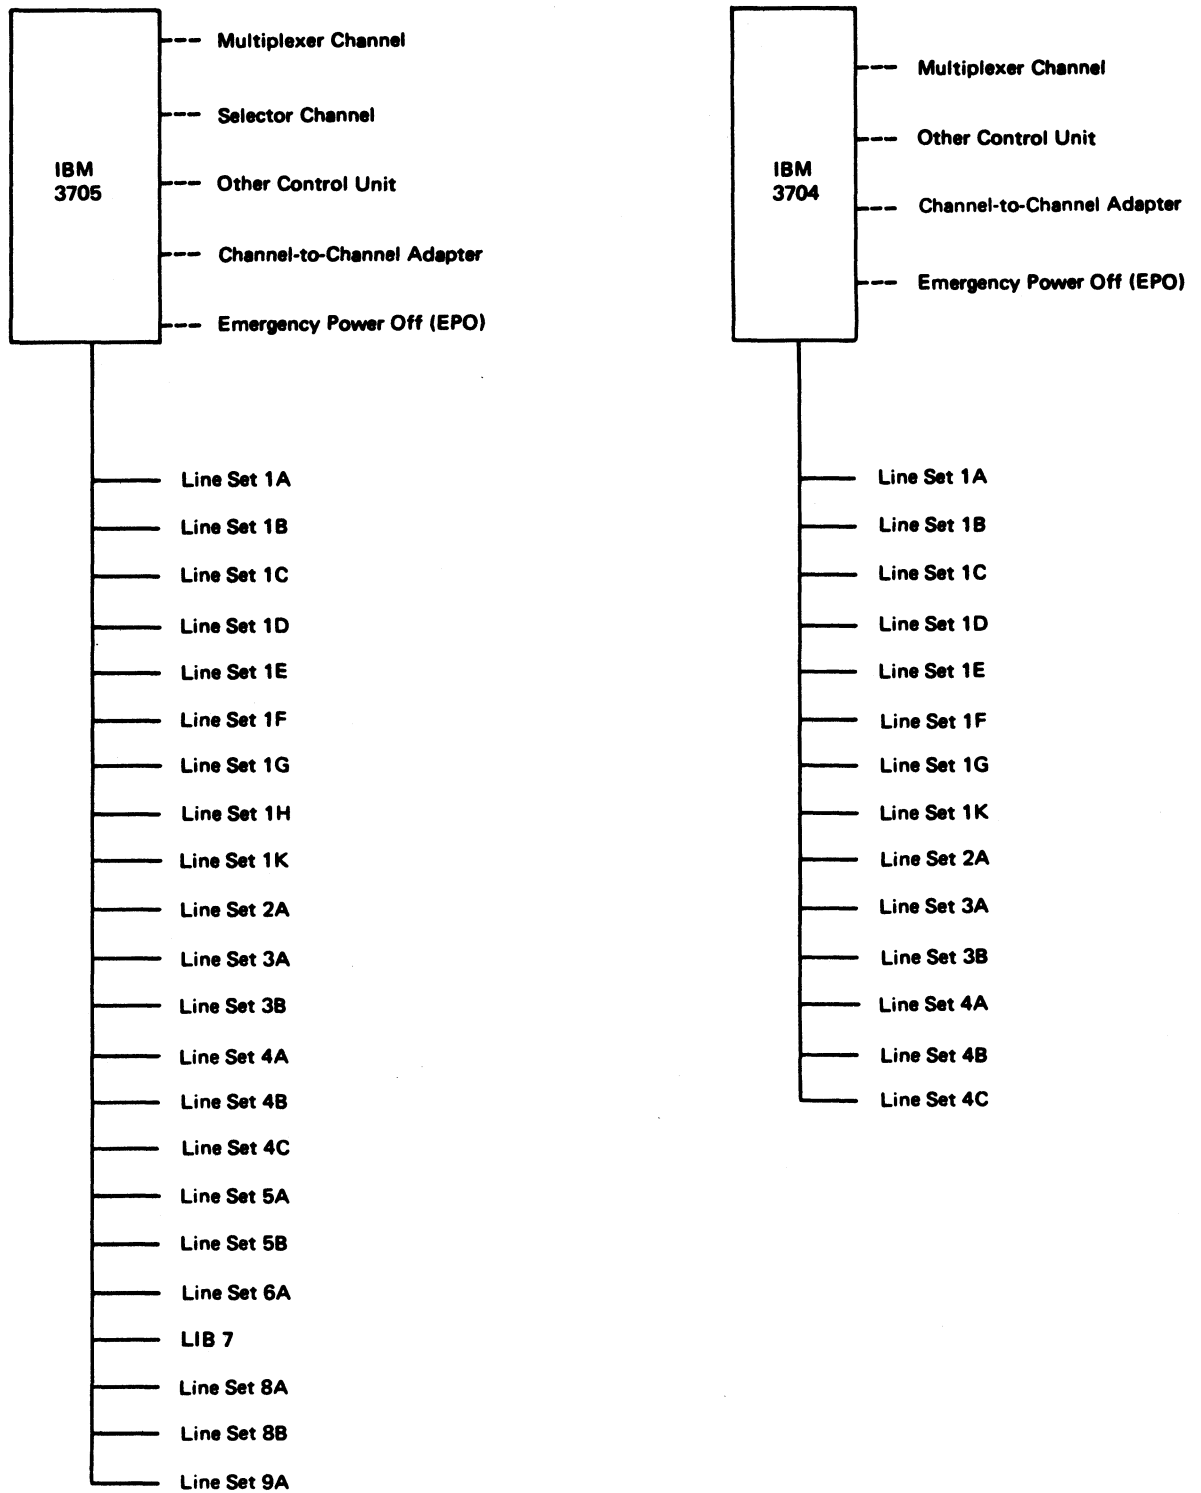 IBM
3705
Multiplexer Channel
Selector Channel
Other Control Unit
Channel-to-Channel Adapter
Emergency Power Off (EPO)
Line Set 1A
Line Set 1B
Line Set 1C
Line Set 1D
Line Set 1E
Line Set 1F
Line Set 1G
Line Set 1H
Line Set 1K
Line Set 2A
Line Set 3A
Line Set 3B
Line Set 4A
Line Set 4B
Line Set 4C
Line Set 5A
Line Set 5B
Line Set 6A
LIB 7
Line Set 8A
Line Set 8B
Line Set 9A
IBM
3704
Multiplexer Channel
Other Control Unit
Channel-to-Channel Adapter
Emergency Power Off (EPO)
Line Set 1A
Line Set 1B
Line Set 1C
Line Set 1D
Line Set 1E
Line Set 1F
Line Set 1G
Line Set 1K
Line Set 2A
Line Set 3A
Line Set 3B
Line Set 4A
Line Set 4B
Line Set 4C